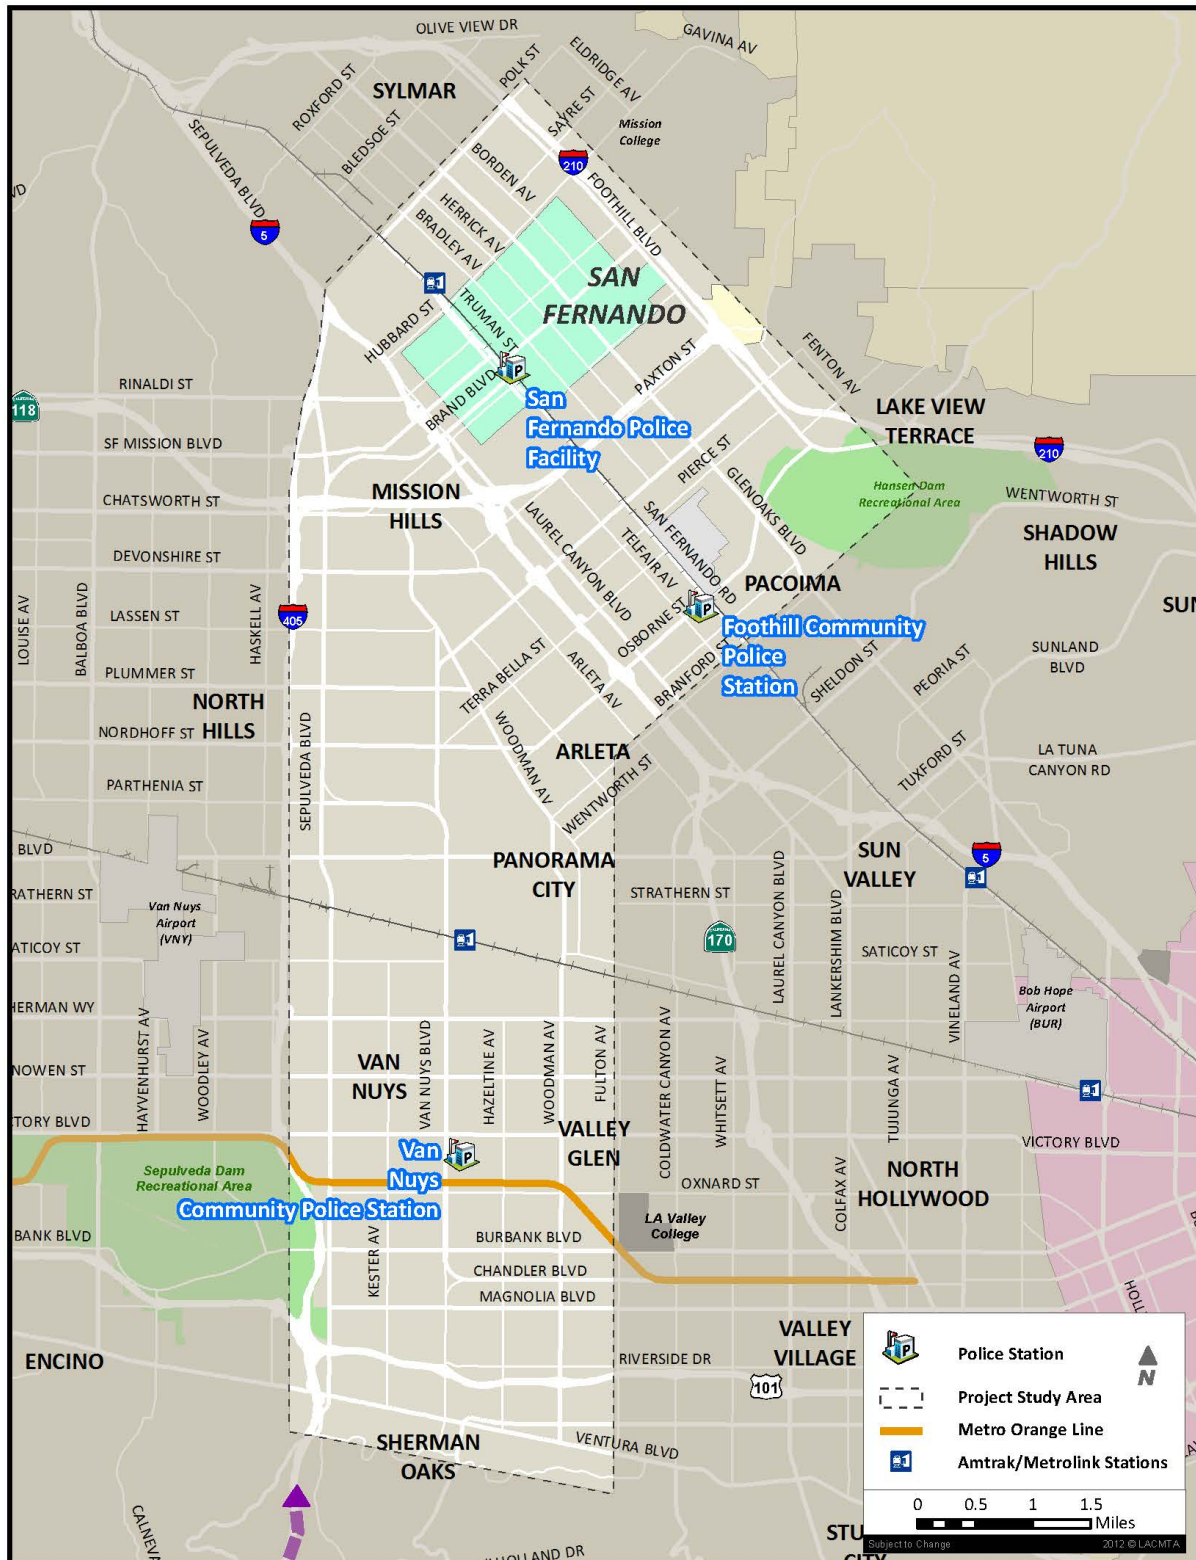 OLIVE VIEW DR
GAVINA AV
POLK ST
ELDRIDGE AV
SYLMAR
ROXFORD ST
SAYRE ST
BLEDSOE ST
Mission
College
SEPULVEDA BLVD
BORDEN AV
210
FOOTHILL BLVD
VD
HERRICK AV
BRADLEY AV
5
SAN
FERNANDO
TRUMAN ST
HUBBARD ST
FENTON AV
PAXTON ST
RINALDI ST
BRAND BLVD
San
Fernando Police
Facility
118
LAKE VIEW
TERRACE
SF MISSION BLVD
PIERCE ST
210
GLENOAKS BLVD
Hansen Dam
Recreational Area
CHATSWORTH ST
MISSION
HILLS
WENTWORTH ST
SAN FERNANDO RD
LAUREL CANYON BLVD
TELFAIR AV
SHADOW
HILLS
DEVONSHIRE ST
PACOIMA
LOUISE AV
BALBOA BLVD
HASKELL AV
LASSEN ST
405
OSBORNE ST
SUN
Foothill Community
Police
Station
TERRA BELLA ST
ARLETA AV
BRANFORD ST
SHELDON ST
PEORIA ST
SUNLAND
BLVD
PLUMMER ST
NORTH
HILLS
NORDHOFF ST
SEPULVEDA BLVD
WOODMAN AV
ARLETA
WENTWORTH ST
TUXFORD ST
LA TUNA
CANYON RD
PARTHENIA ST
BLVD
PANORAMA
CITY
SUN
VALLEY
5
RATHERN ST
STRATHERN ST
LAUREL CANYON BLVD
LANKERSHIM BLVD
Van Nuys
Airport
(VNY)
ATICOY ST
170
SATICOY ST
VINELAND AV
Bob Hope
Airport
(BUR)
HERMAN WY
HAYVENHURST AV
WOODLEY AV
VAN
NUYS
VAN NUYS BLVD
HAZELTINE AV
WOODMAN AV
FULTON AV
COLDWATER CANYON AV
WHITSETT AV
TUJUNGA AV
NOWEN ST
CTORY BLVD
VALLEY
GLEN
VICTORY BLVD
Van
Nuys
Community Police Station
Sepulveda Dam
Recreational Area
OXNARD ST
COLFAX AV
NORTH
HOLLYWOOD
LA Valley
College
BANK BLVD
KESTER AV
BURBANK BLVD
CHANDLER BLVD
MAGNOLIA BLVD
VALLEY
VILLAGE
ENCINO
RIVERSIDE DR
101
SHERMAN
OAKS
VENTURA BLVD
Police Station
N
Project Study Area
Metro Orange Line
Amtrak/Metrolink Stations
0 0.5 1 1.5
Miles
Subject to Change 2012 © LACMTA